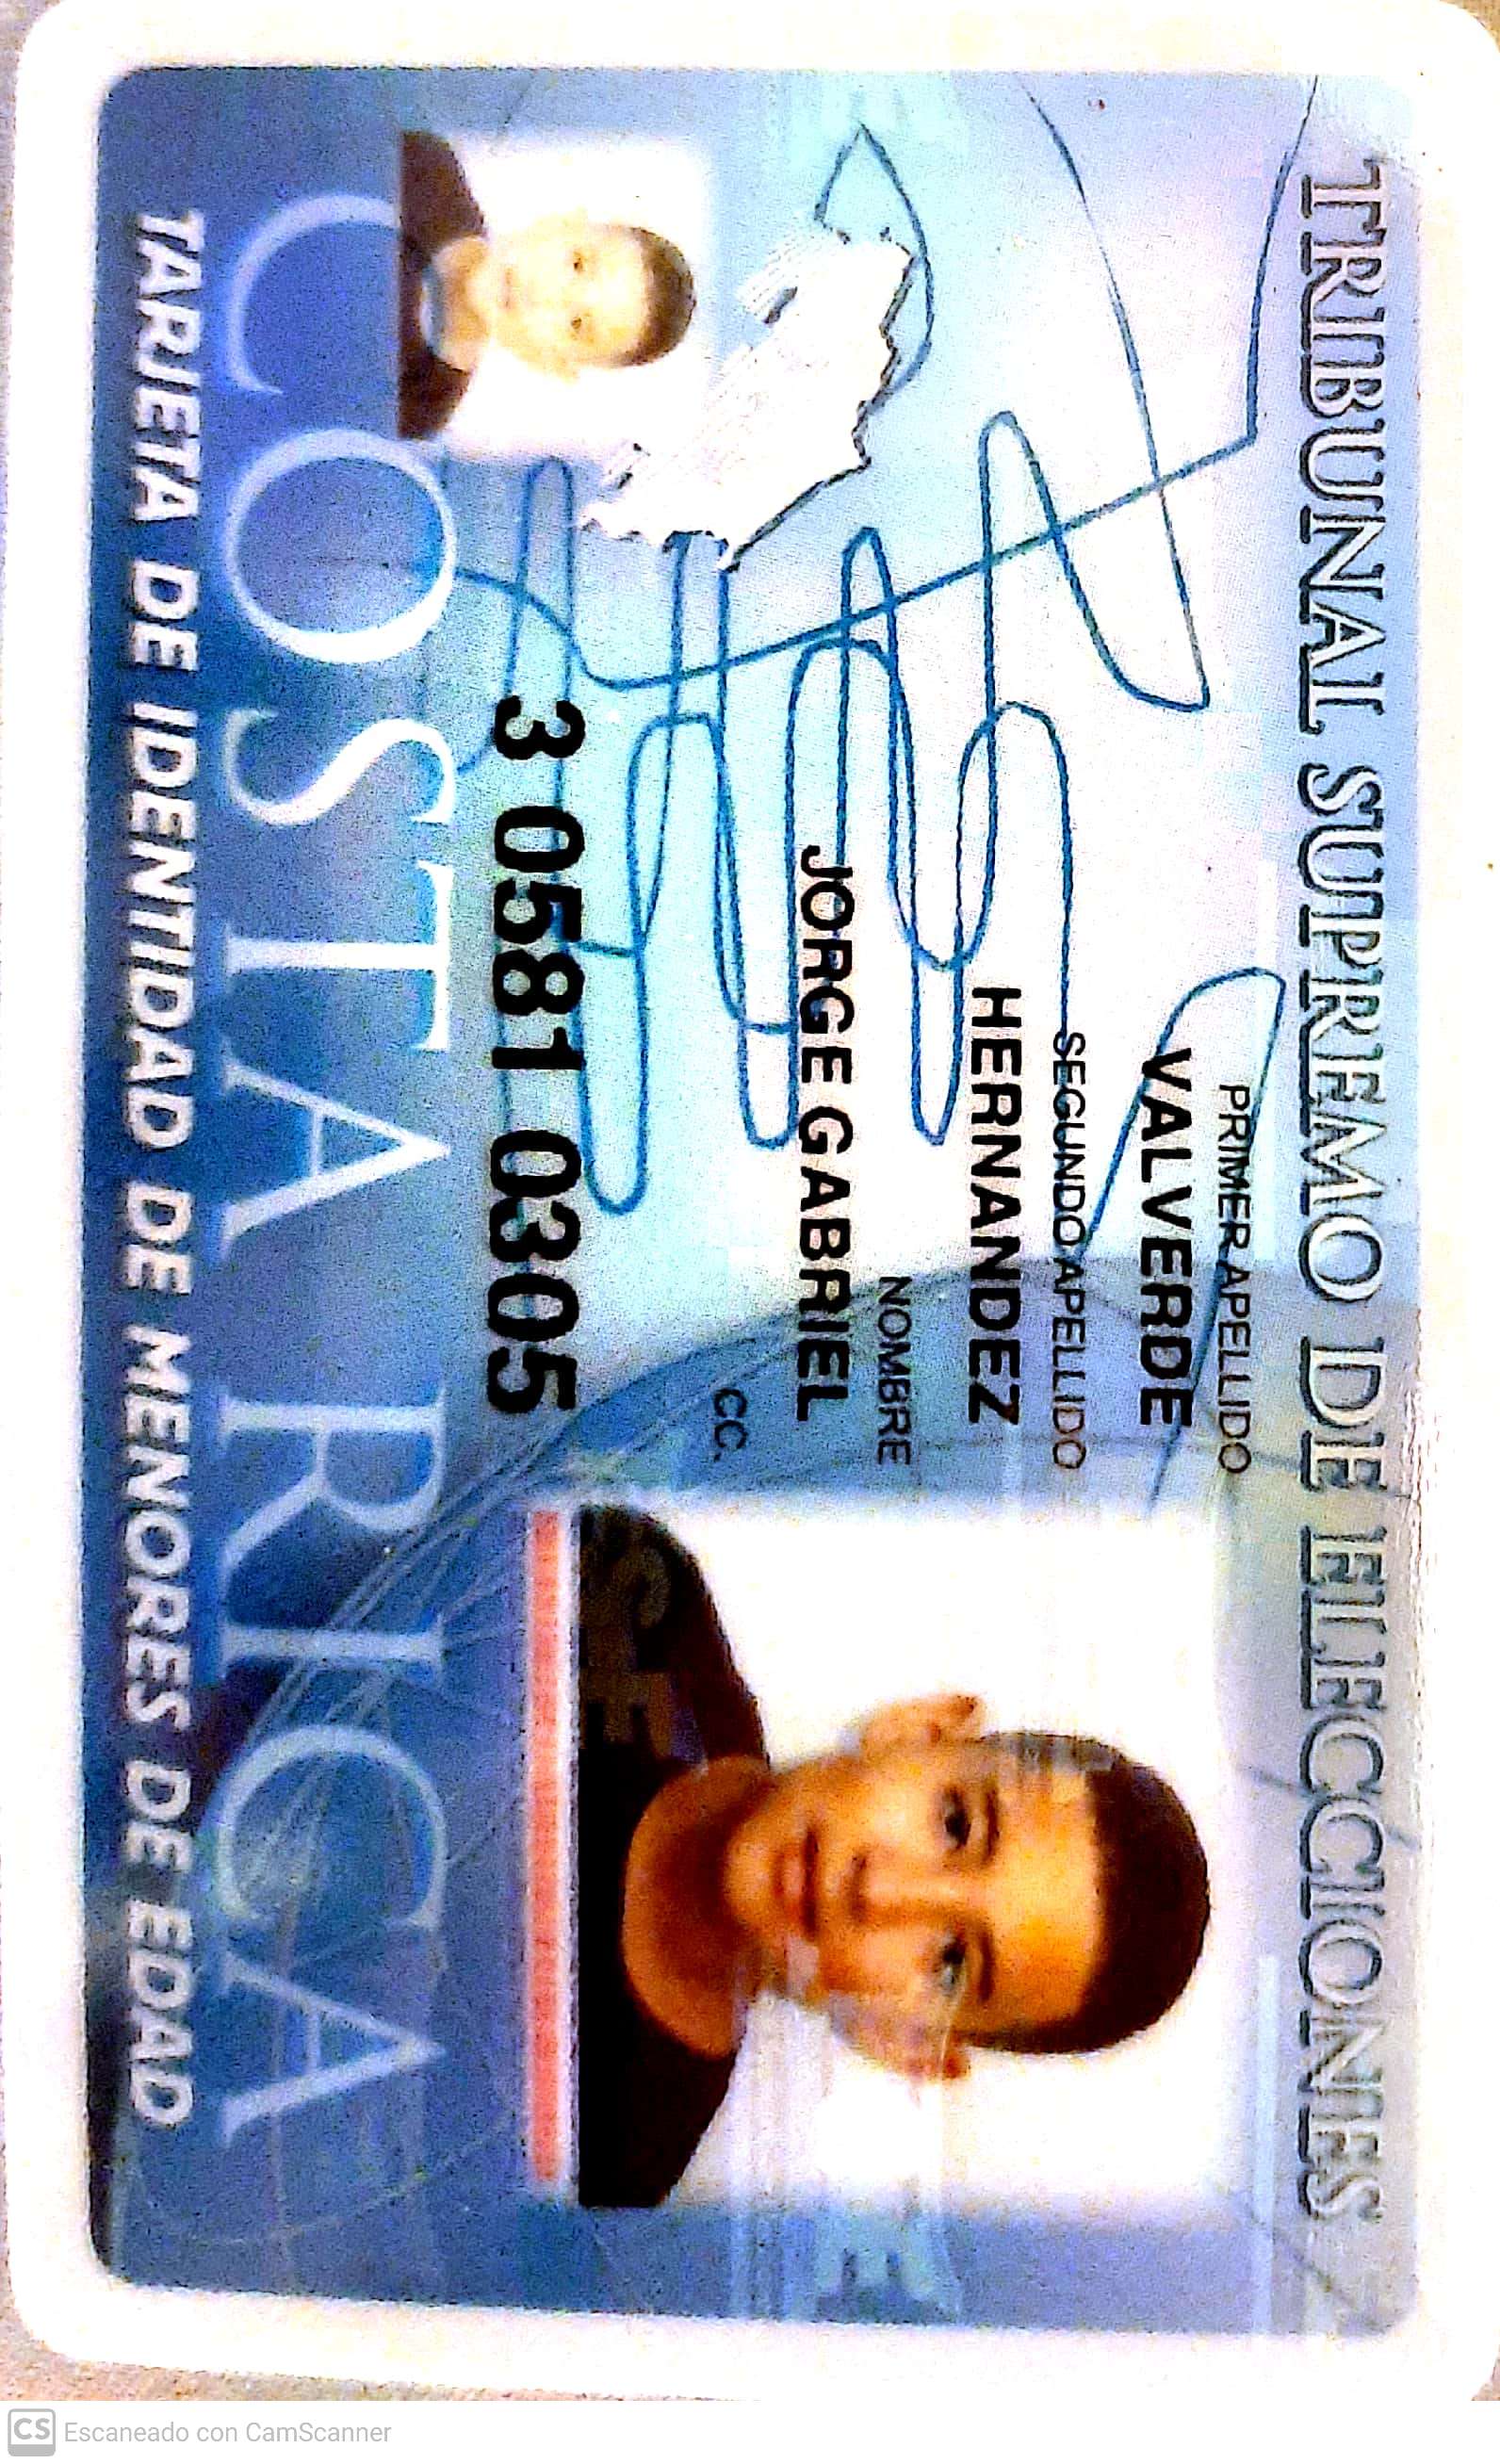 TRIBUNAL SUPREMO DE ELECCIONES
PRIMER APELLIDO
VALVERDE
SEGUNDO APELLIDO
HERNANDEZ
NOMBRE
JORGE GABRIEL
CC.
3 0581 0305
COSTA RICA
TARJETA DE IDENTIDAD DE MENORES DE EDAD
CS Escaneado con CamScanner